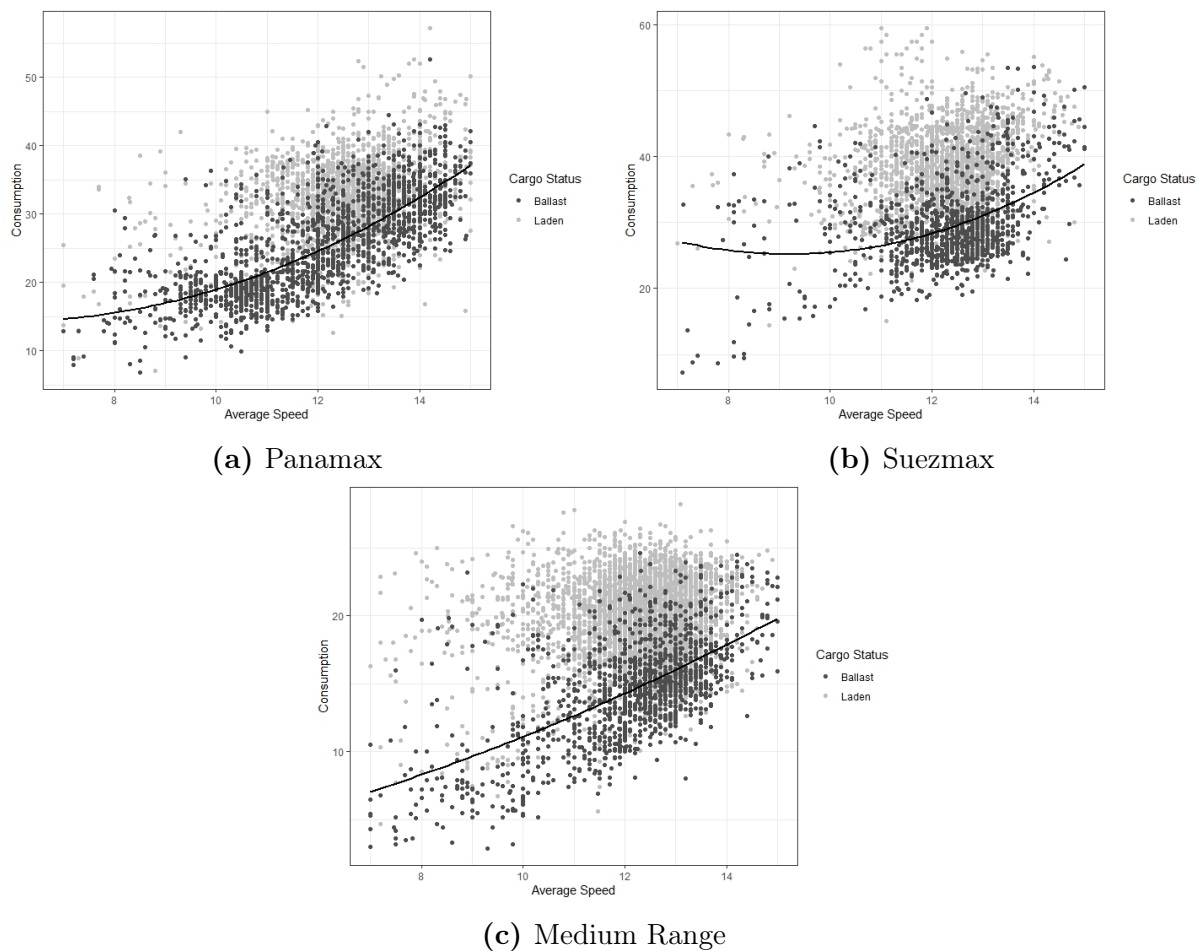 50
40
30
20
10
Consumption
8
10
12
14
Average Speed
Cargo Status
Ballast
Laden
(a) Panamax
60
40
20
Consumption
8
10
12
14
Average Speed
Cargo Status
Ballast
Laden
(b) Suezmax
20
10
Consumption
8
10
12
14
Average Speed
Cargo Status
Ballast
Laden
(c) Medium Range